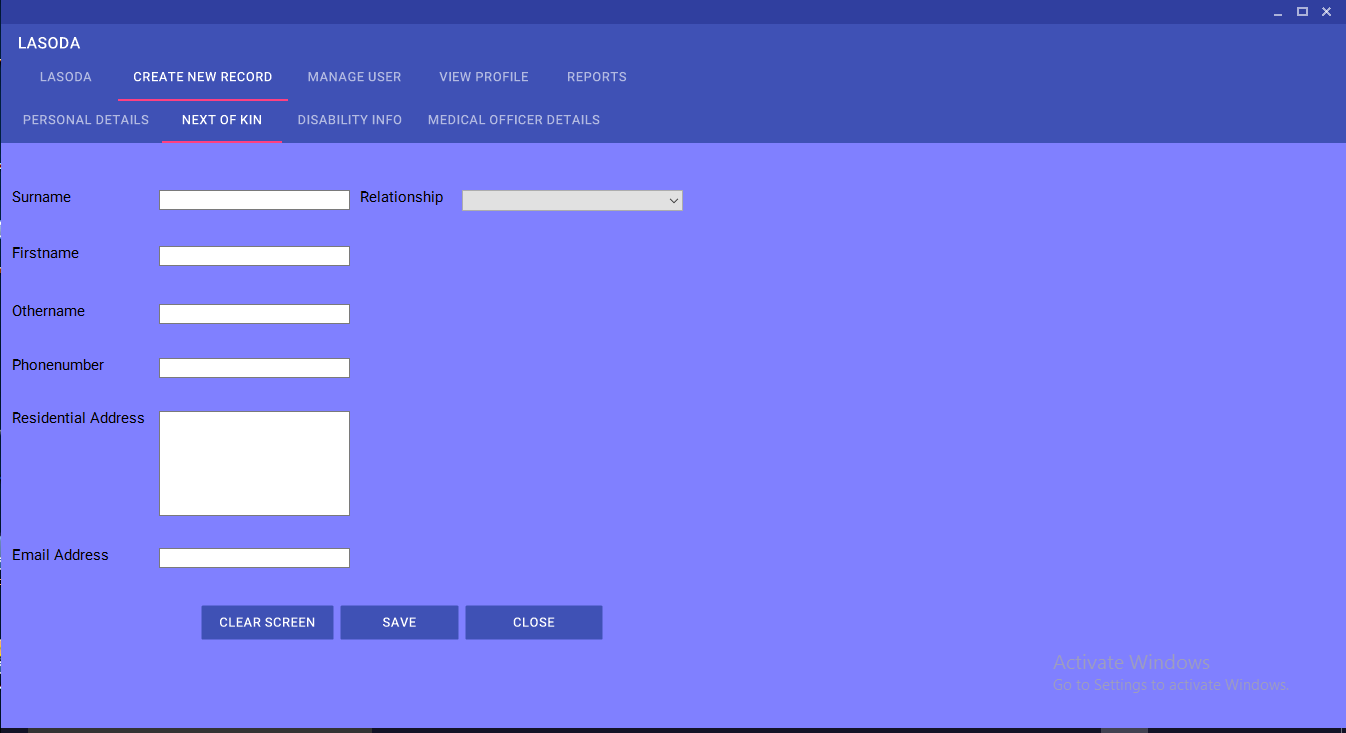 LASODA
LASODA CREATE NEW RECORD MANAGE USER VIEW PROFILE REPORTS
PERSONAL DETAILS NEXT OF KIN DISABILITY INFO MEDICAL OFFICER DETAILS
Surname Relationship
Firstname
Othername
Phonenumber
Residential Address
Email Address
CLEAR SCREEN SAVE CLOSE
Activate Windows
Go to Settings to activate Windows.